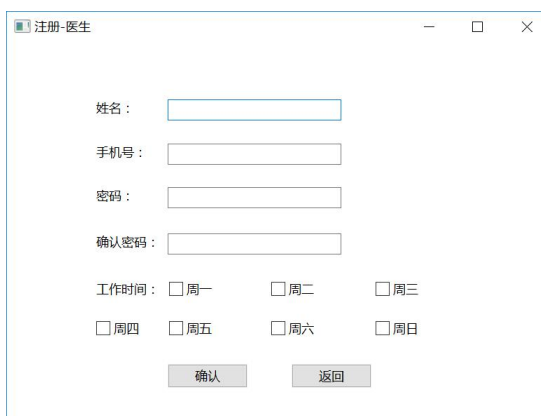 注册-医生
姓名：
手机号：
密码：
确认密码：
工作时间： 周一 周二 周三
周四 周五 周六 周日
确认 返回